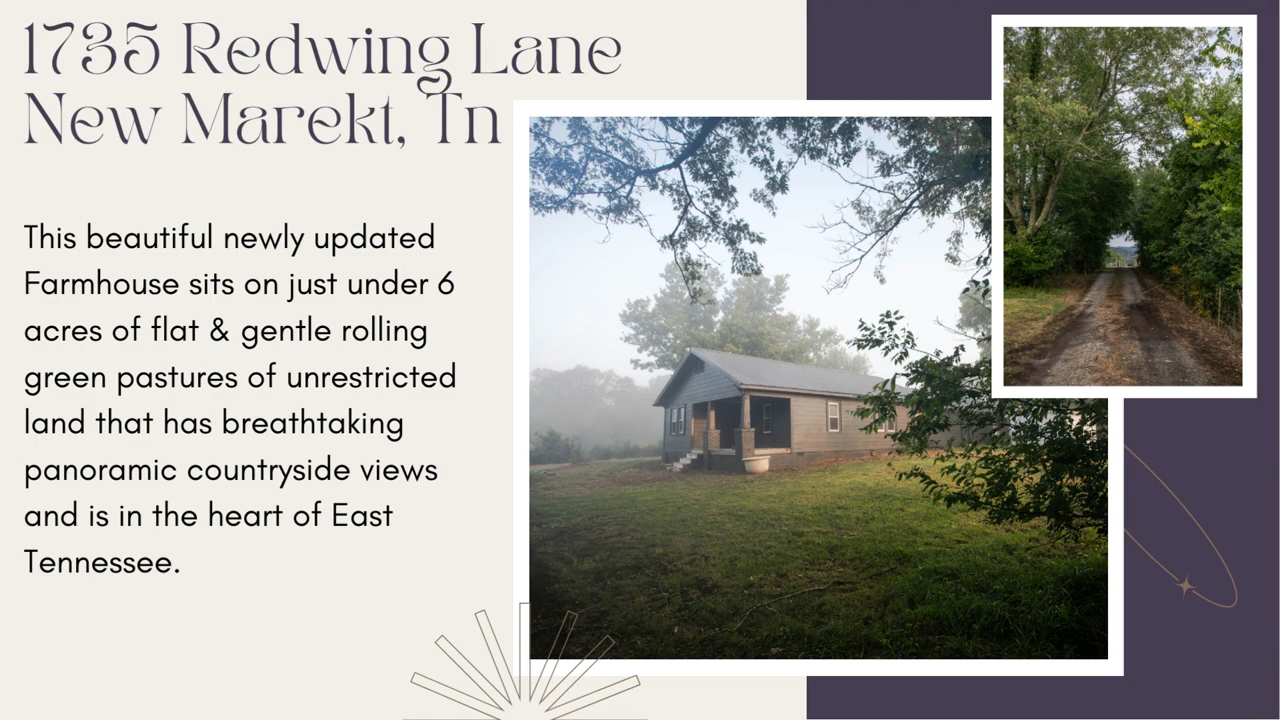 1735 Redwing Lane
New Marekt, Tn
This beautiful newly updated
Farmhouse sits on just under 6
acres of flat & gentle rolling
green pastures of unrestricted
land that has breathtaking
panoramic countryside views
and is in the heart of East
Tennessee.